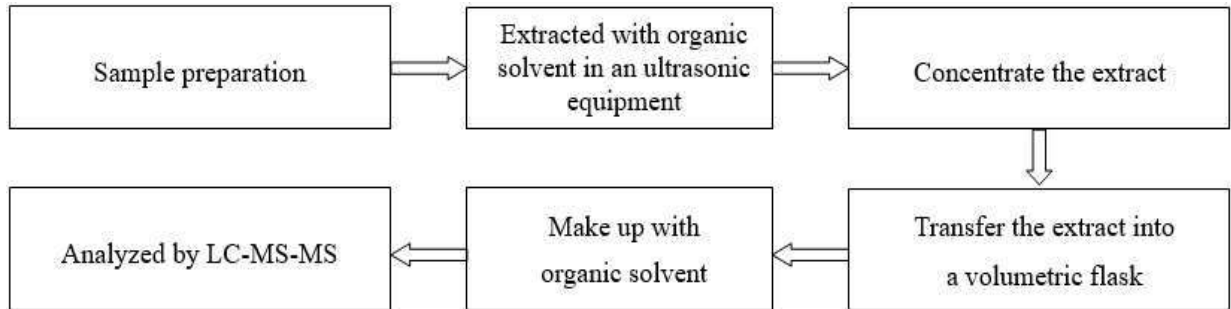 Sample preparation
Extracted with organic
solvent in an ultrasonic
equipment
Concentrate the extract
Transfer the extract into
a volumetric flask
Make up with
organic solvent
Analyzed by LC-MS-MS